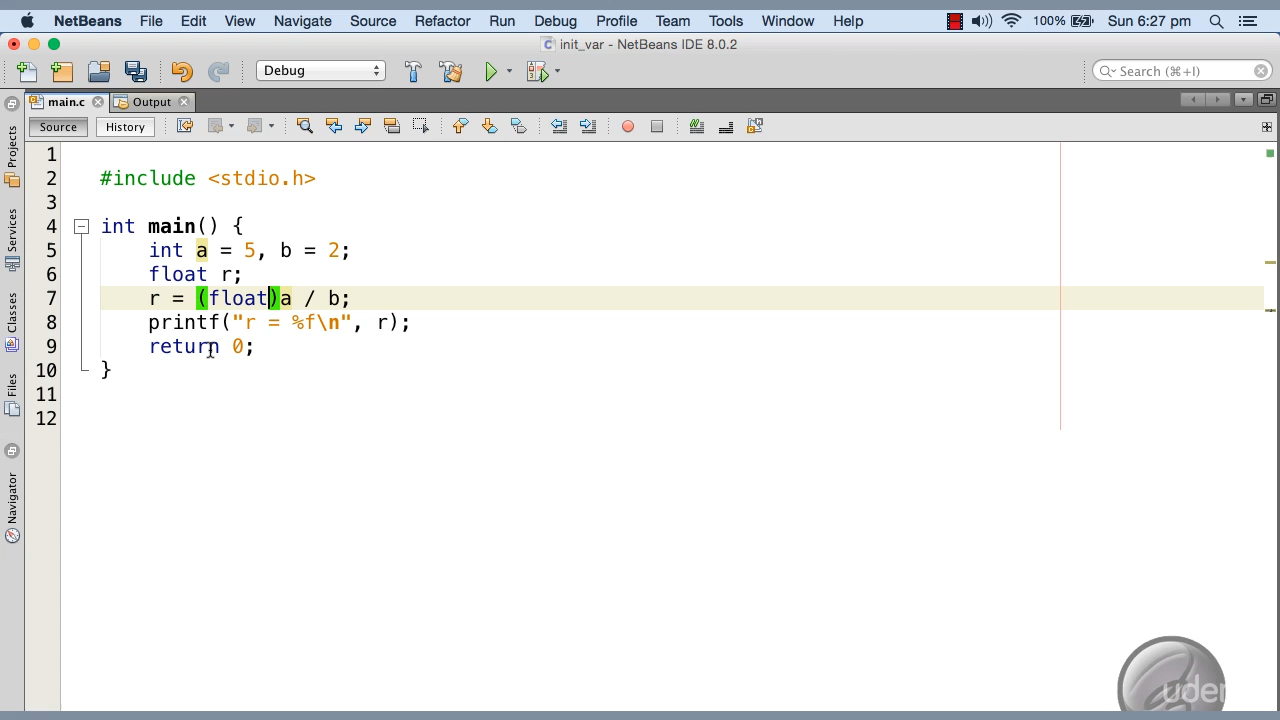 NetBeans File Edit View Navigate Source Refactor Run Debug Profile Team Tools Window Help 100% Sun 6:27 pm
init_var - NetBeans IDE 8.0.2
Debug Search (⌘+I)
main.c Output
Source History
Projects
Services
Classes
Files
Navigator
1
2 #include <stdio.h>
3
4 int main() {
5 int a = 5, b = 2;
6 float r;
7 r = (float)a / b;
8 printf("r = %f\n", r);
9 return 0;
10 }
11
12